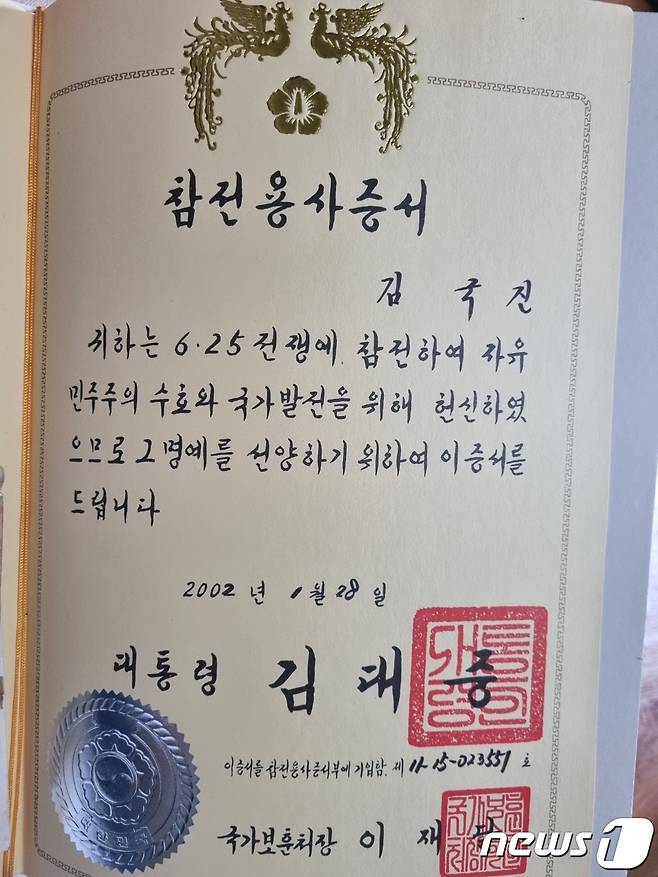 참전용사증서
김 국 진
귀하는 6·25 전쟁에 참전하여 자유
민주주의 수호와 국가발전을 위해 헌신하였
으므로 그 명예를 선양하기 위하여 이 증서를
드립니다
2002 년 1 월 28 일
대통령 김 대 중
이 증서를 참전용사증서부에 기입함. 제 11-15-023551 호
국가보훈처장 이 재
대한민국
news1